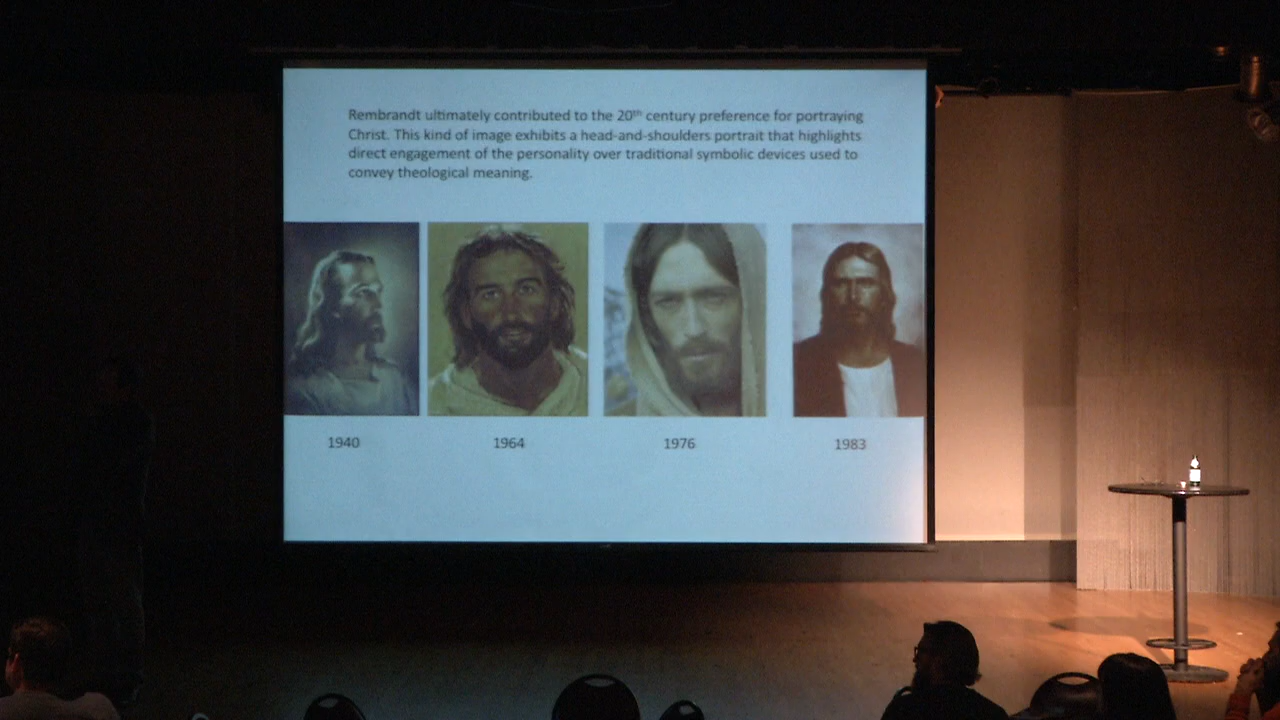 Rembrandt ultimately contributed to the 20th century preference for portraying
Christ. This kind of image exhibits a head-and-shoulders portrait that highlights
direct engagement of the personality over traditional symbolic devices used to
convey theological meaning.
1940 1964 1976 1983